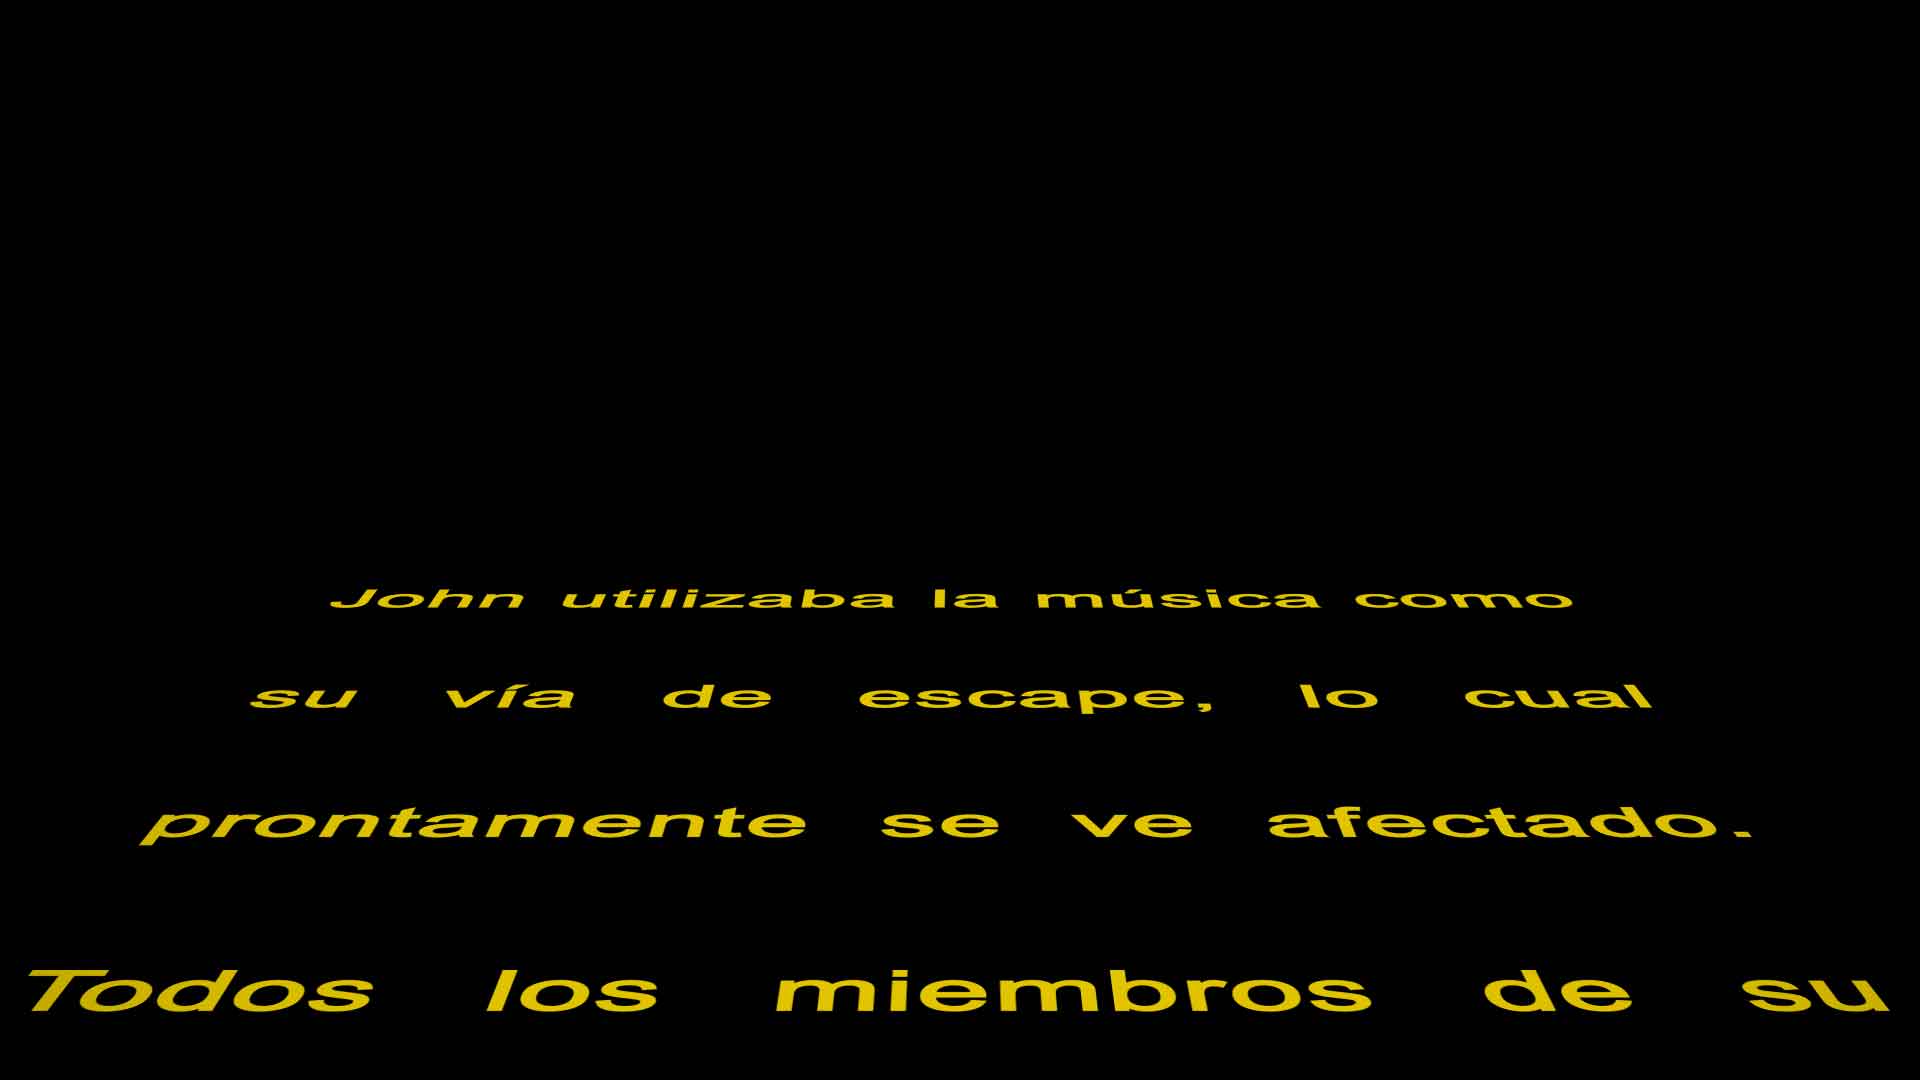 John utilizaba la música como
su vía de escape, lo cual
prontamente se ve afectado.
Todos los miembros de su